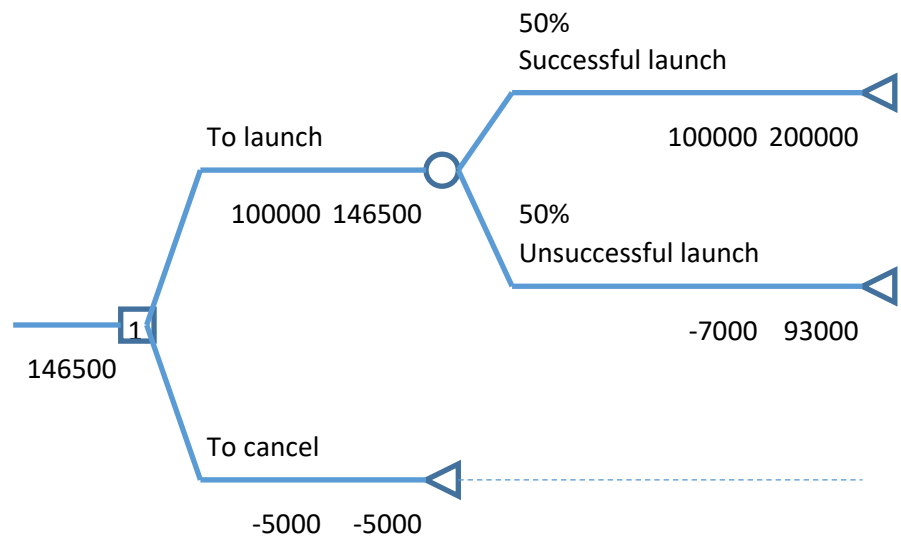 50%
Successful launch
100000 200000
To launch
100000 146500
50%
Unsuccessful launch
-7000 93000
1
146500
To cancel
-5000 -5000